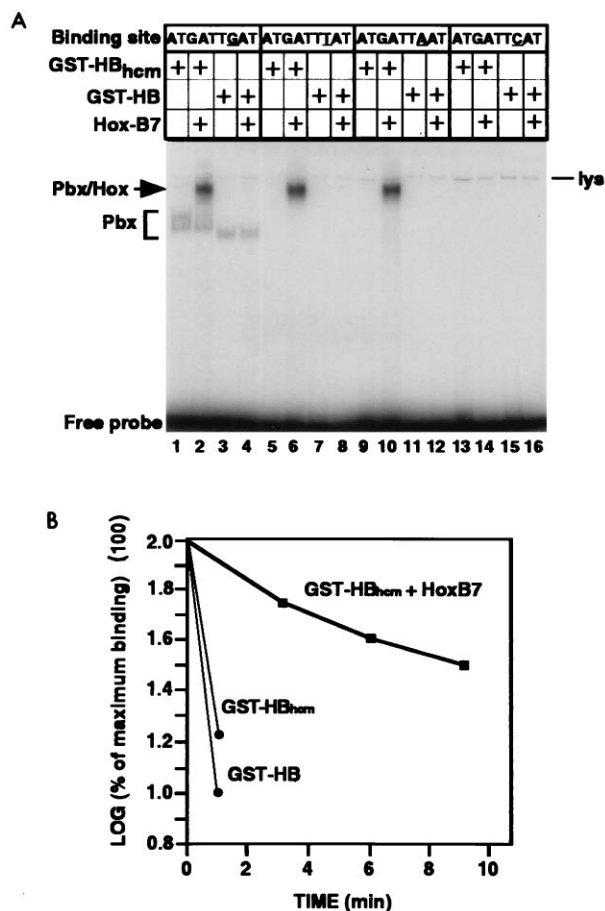 A
Binding site ATGATTGAT ATGATTTAT ATGATTAAT ATGATTCAT
GST-HBhcm + + + + + + + +
GST-HB + + + + + + + +
Hox-B7 + + + + + + + +
lys
Pbx/Hox
Pbx
Free probe
1 2 3 4 5 6 7 8 9 10 11 12 13 14 15 16
B
LOG (% of maximum binding) (100)
2.0
1.8
1.6
1.5
1.4
1.2
1.0
0.8
GST-HBhcm + HoxB7
GST-HBhcm
GST-HB
0 2 4 6 8 10
TIME (min)